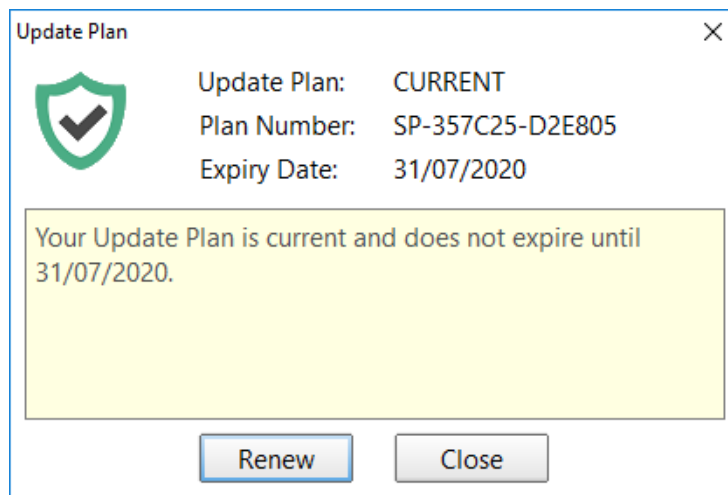 Update Plan
Update Plan: CURRENT
Plan Number: SP-357C25-D2E805
Expiry Date: 31/07/2020
Your Update Plan is current and does not expire until
31/07/2020.
Renew Close